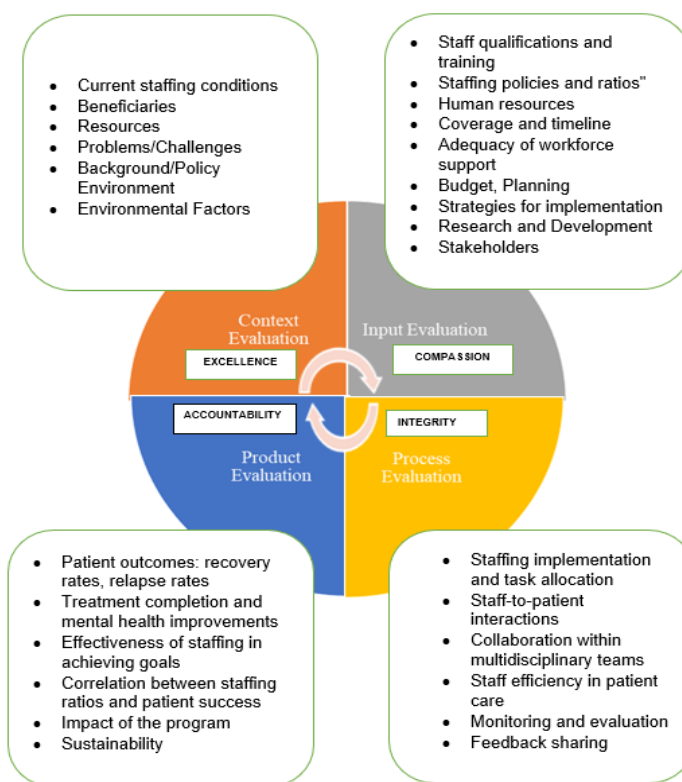 • Current staffing conditions
• Beneficiaries
• Resources
• Problems/Challenges
• Background/Policy
Environment
• Environmental Factors
• Staff qualifications and
training
• Staffing policies and ratios"
• Human resources
• Coverage and timeline
• Adequacy of workforce
support
• Budget, Planning
• Strategies for implementation
• Research and Development
• Stakeholders
Context
Evaluation
EXCELLENCE
Input Evaluation
COMPASSION
ACCOUNTABILITY
Product
Evaluation
INTEGRITY
Process
Evaluation
• Patient outcomes: recovery
rates, relapse rates
• Treatment completion and
mental health improvements
• Effectiveness of staffing in
achieving goals
• Correlation between staffing
ratios and patient success
• Impact of the program
• Sustainability
• Staffing implementation
and task allocation
• Staff-to-patient
interactions
• Collaboration within
multidisciplinary teams
• Staff efficiency in patient
care
• Monitoring and evaluation
• Feedback sharing